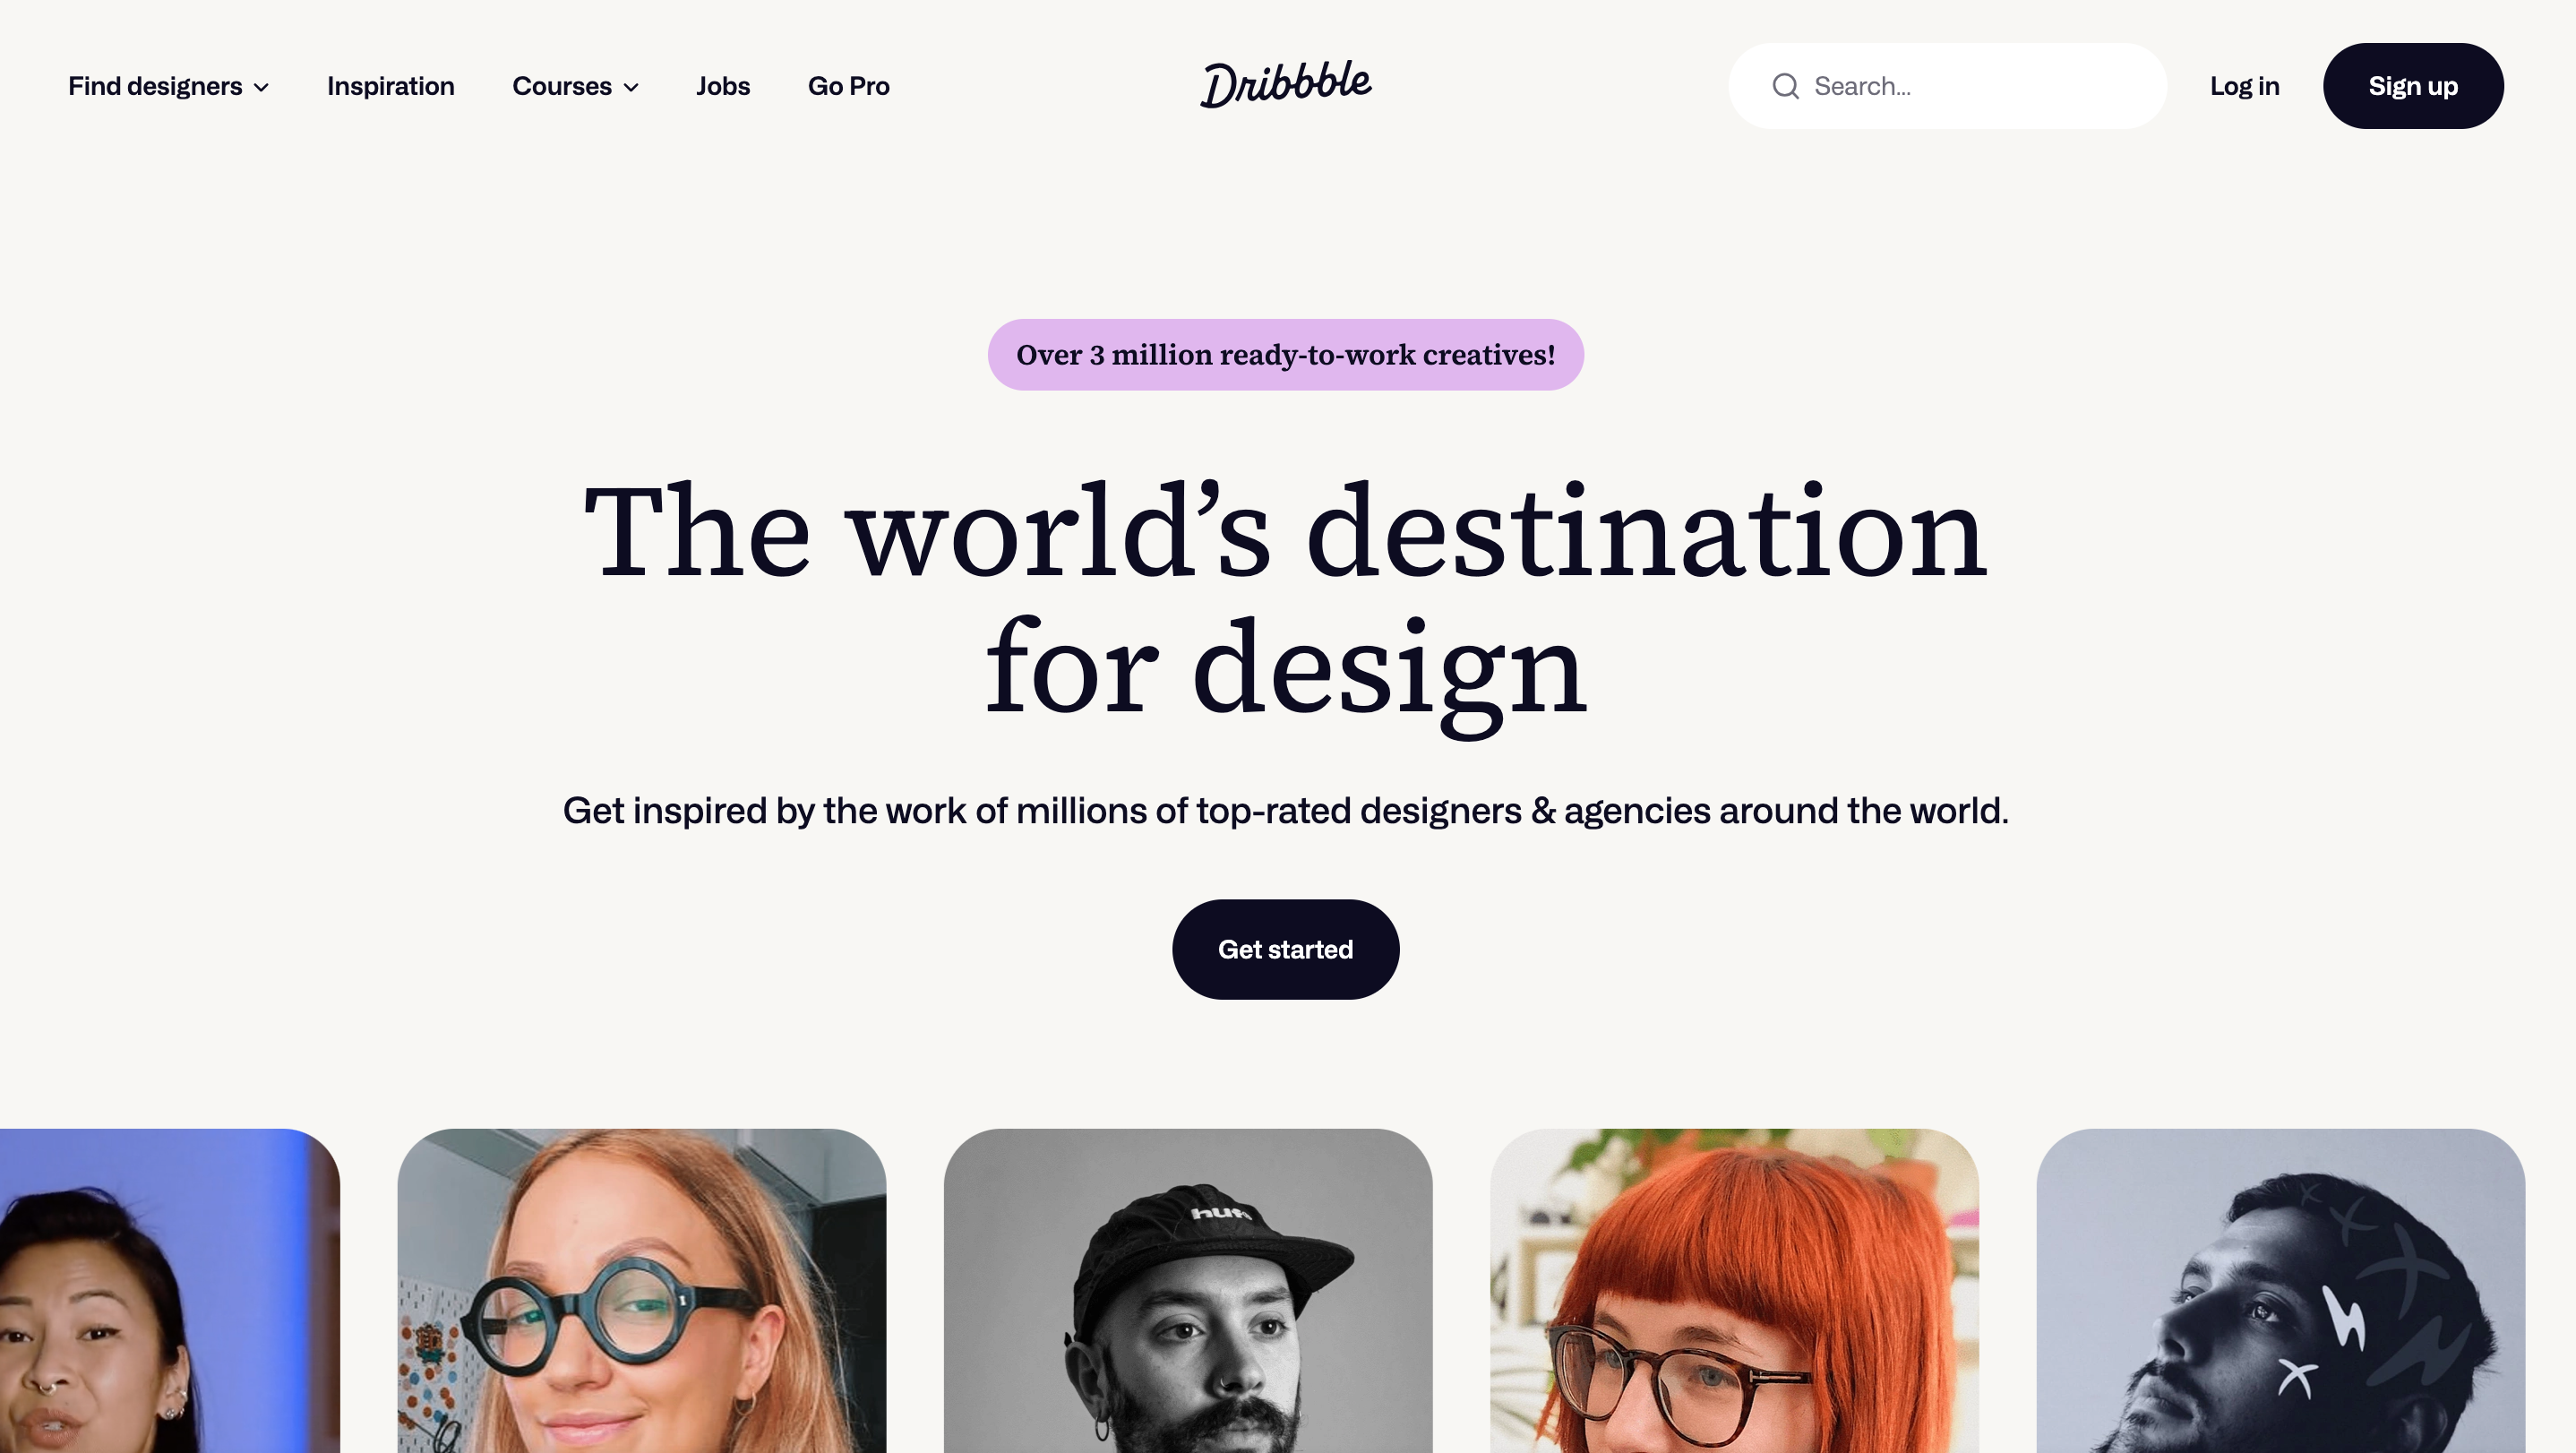 Find designers
Inspiration
Courses
Jobs
Go Pro
Dribbble
Search...
Log in
Sign up
Over 3 million ready-to-work creatives!
The world’s destination
for design
Get inspired by the work of millions of top-rated designers & agencies around the world.
Get started